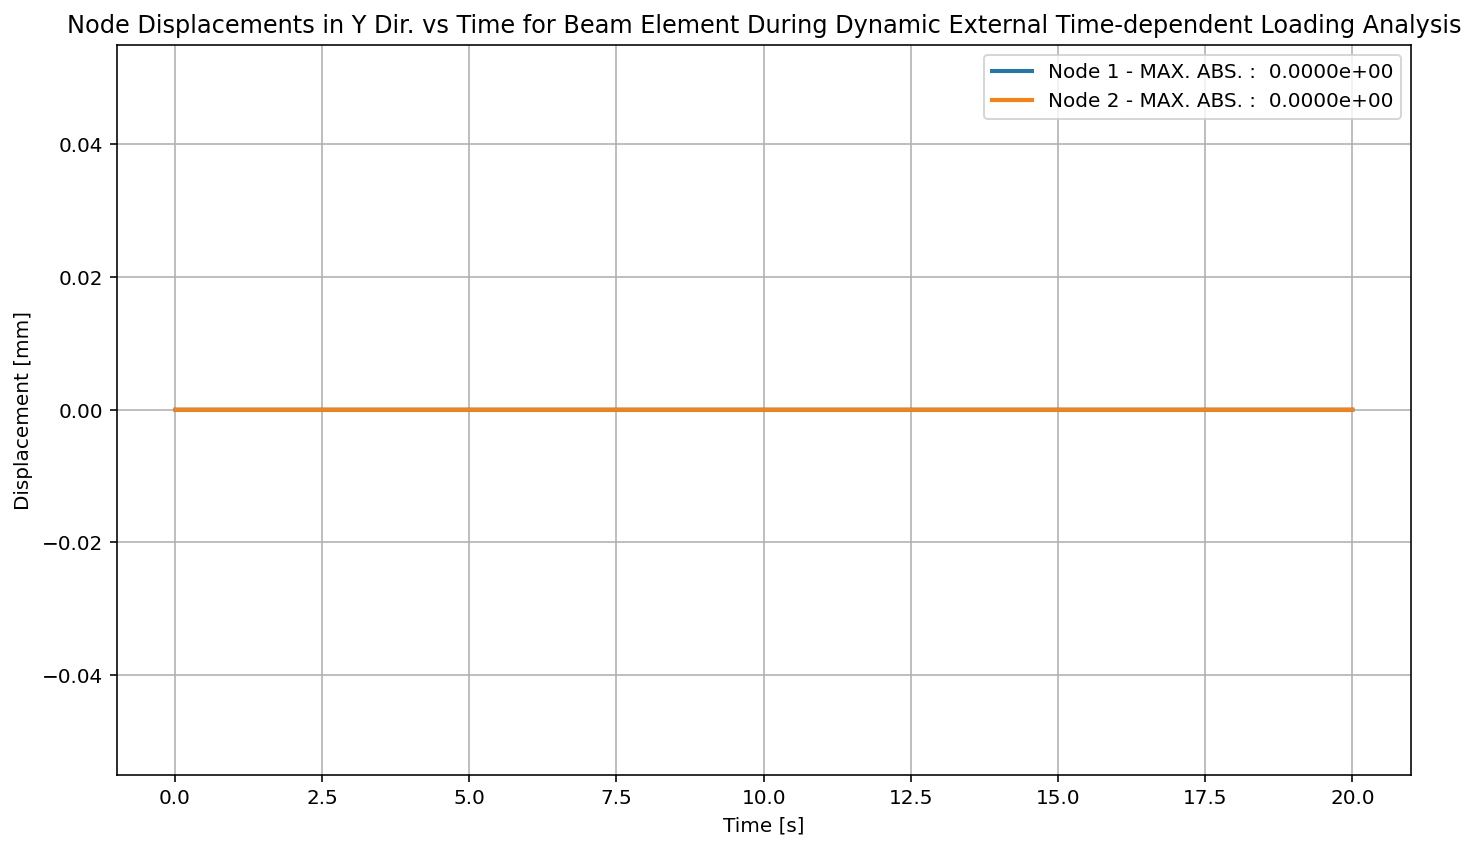 Node Displacements in Y Dir. vs Time for Beam Element During Dynamic External Time-dependent Loading Analysis
Node 1 - MAX. ABS. :  0.0000e+00
Node 2 - MAX. ABS. :  0.0000e+00
Displacement [mm]
0.04
0.02
0.00
−0.02
−0.04
0.0 2.5 5.0 7.5 10.0 12.5 15.0 17.5 20.0
Time [s]